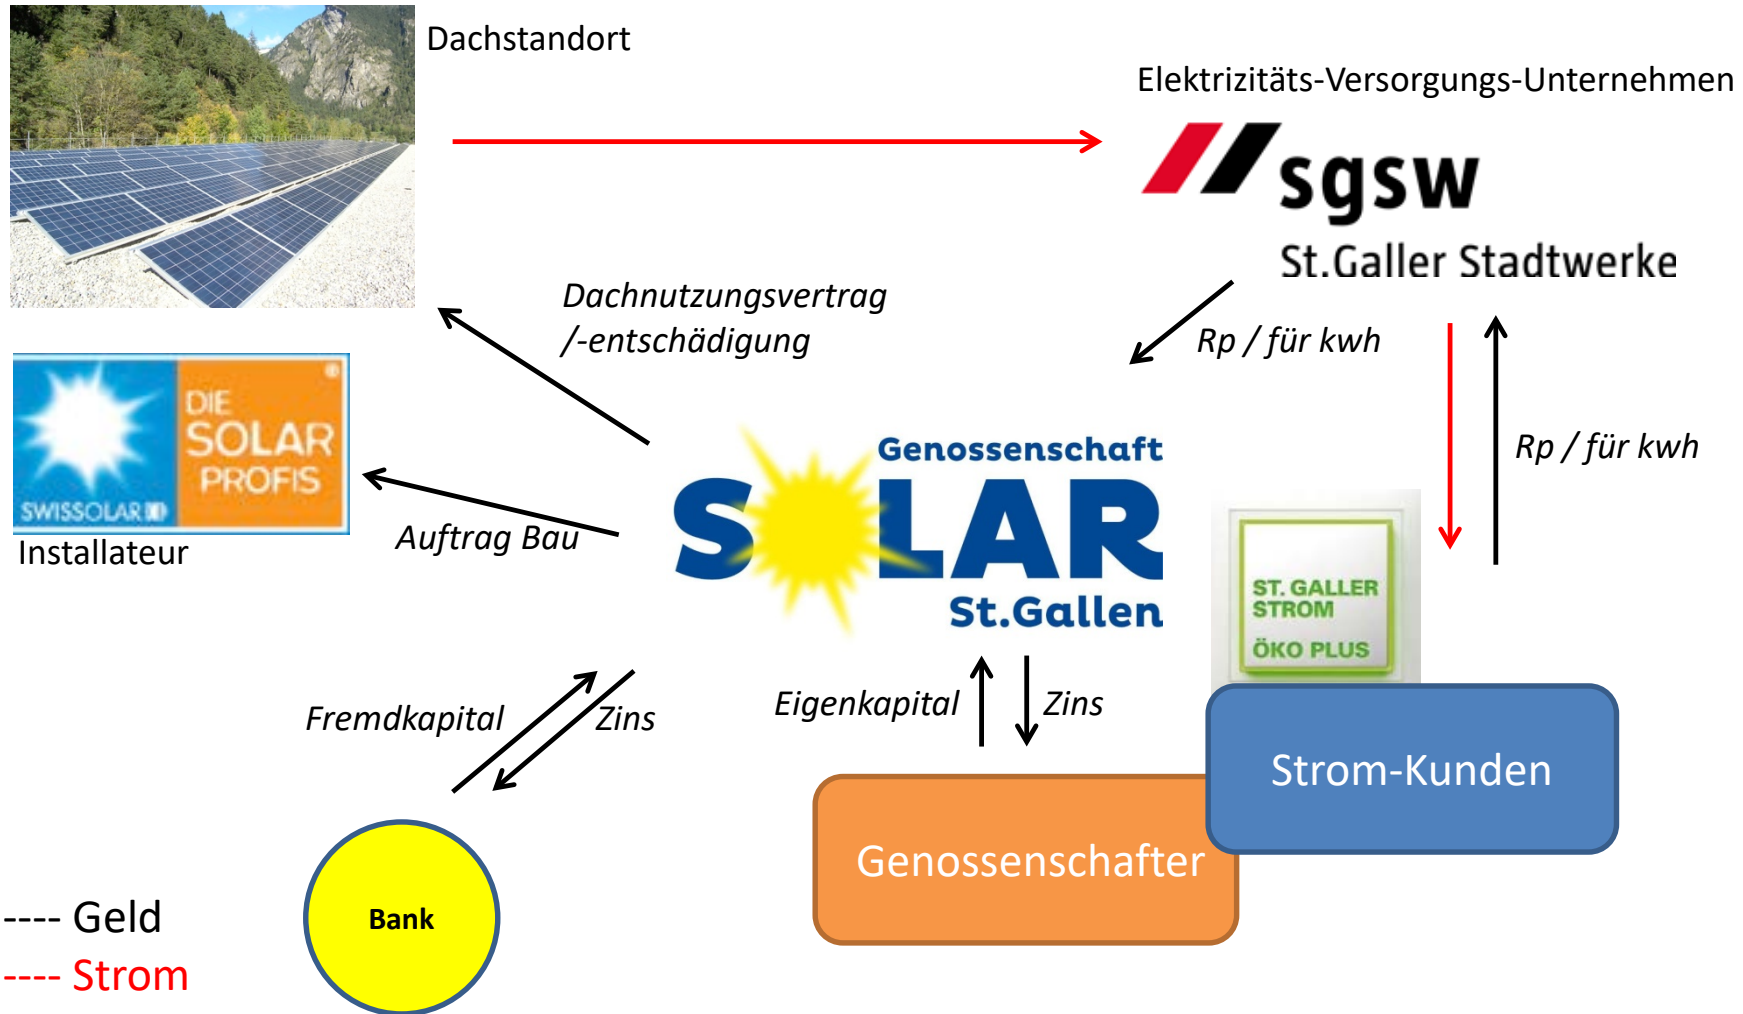 Dachstandort
Elektrizitäts-Versorgungs-Unternehmen
sgsw
St.Galler Stadtwerke
Dachnutzungsvertrag
/-entschädigung
Rp / für kwh
DIE
SOLAR
PROFIS
SWISSOLAR
Installateur
Auftrag Bau
Genossenschaft
SOLAR
St.Gallen
Rp / für kwh
ST. GALLER
STROM
ÖKO PLUS
Fremdkapital
Zins
Eigenkapital
Zins
Strom-Kunden
Genossenschafter
Bank
---- Geld
---- Strom